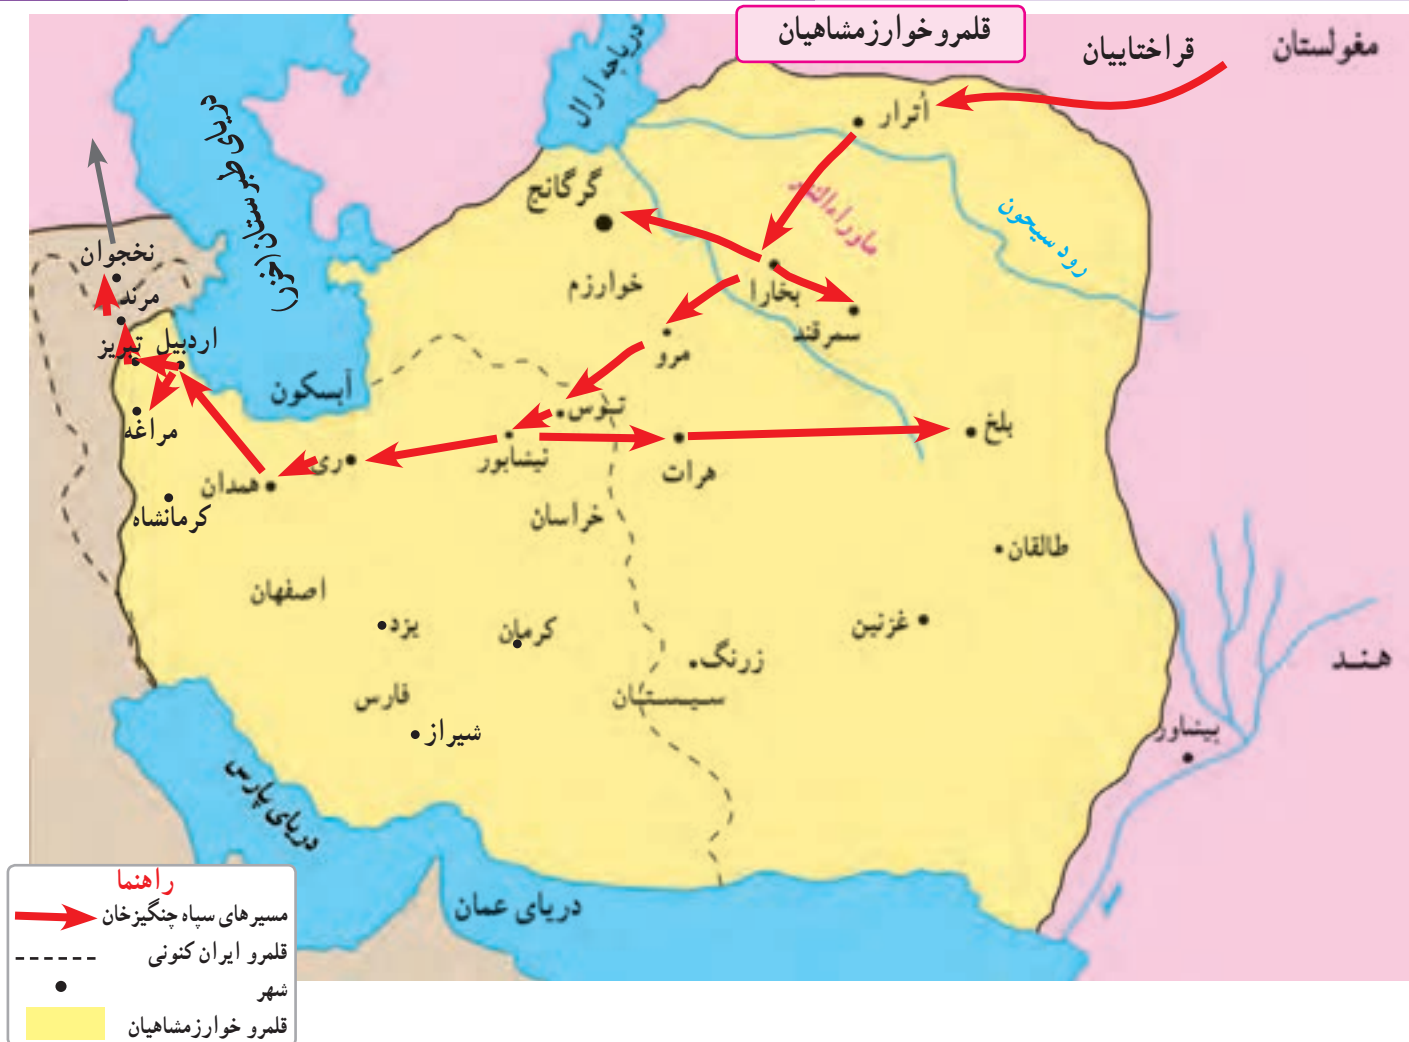 قلمرو خوارزمشاهیان
مغولستان
قراختاییان
دریاچه آرال
اُترار
دریای طبرستان (خزر)
ماوراءالنهر
رود سیحون
گرگانج
نخجوان
خوارزم
بخارا
مرند
سمرقند
اردبیل
تبریز
مرو
آبسکون
توس
بلخ
مراغه
نیشابور
هرات
ری
همدان
کرمانشاه
خراسان
طالقان
اصفهان
یزد
کرمان
غزنین
زرنگ
هند
سیستان
فارس
شیراز
پیشاور
دریای پارس
دریای عمان
راهنما
مسیرهای سپاه چنگیزخان
قلمرو ایران کنونی
شهر
قلمرو خوارزمشاهیان